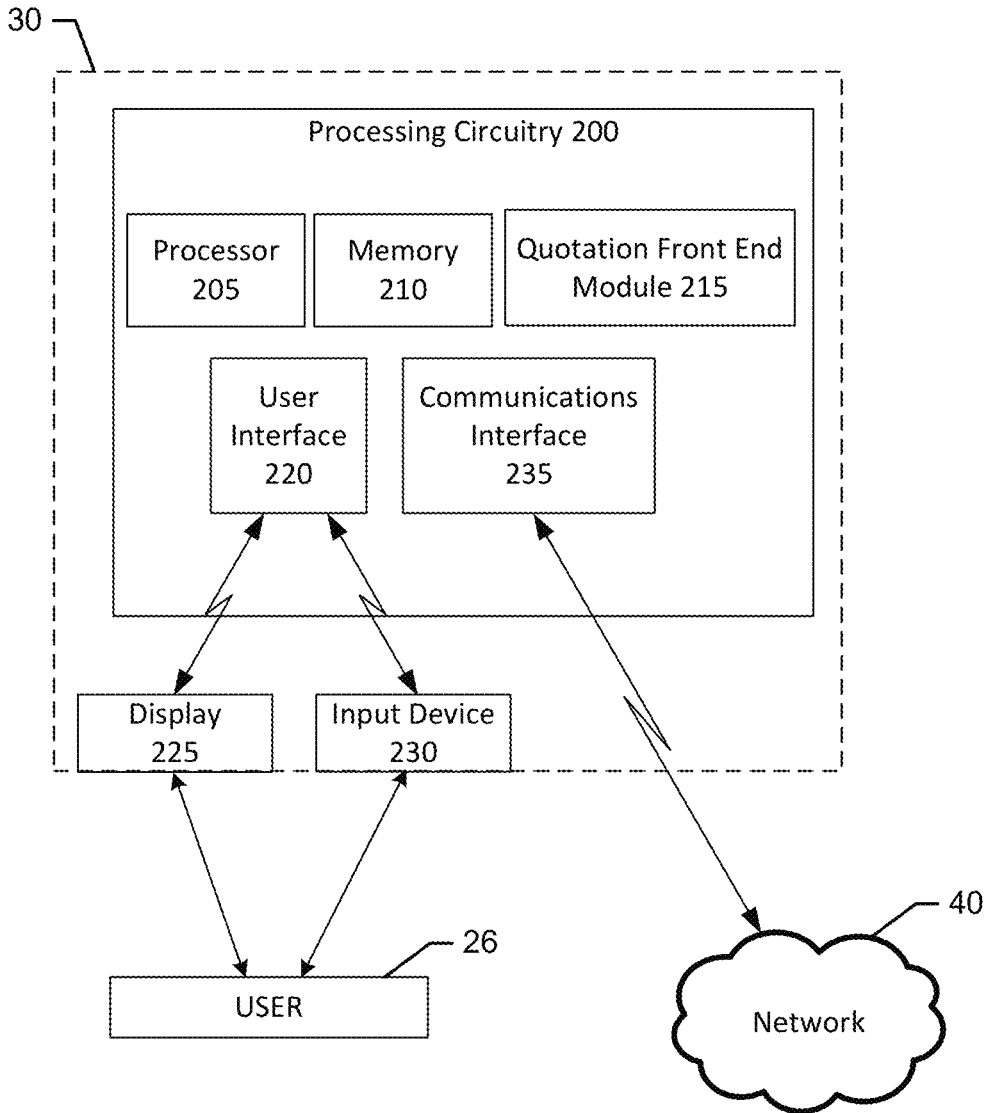 30
Processing Circuitry 200
Processor
205
Memory
210
Quotation Front End
Module 215
User
Interface
220
Communications
Interface
235
Display
225
Input Device
230
26
USER
40
Network